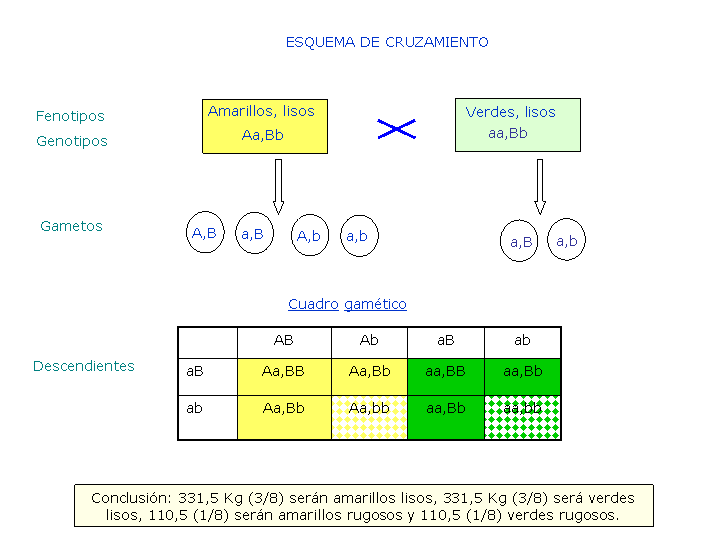 ESQUEMA DE CRUZAMIENTO
Fenotipos
Amarillos, lisos
Verdes, lisos
Genotipos
Aa,Bb
aa,Bb
Gametos
A,B
a,B
A,b
a,b
a,B
a,b
Cuadro gamético
AB Ab aB ab
Descendientes
aB Aa,BB Aa,Bb aa,BB aa,Bb
ab Aa,Bb Aa,bb aa,Bb aa,bb
Conclusión: 331,5 Kg (3/8) serán amarillos lisos, 331,5 Kg (3/8) será verdes
lisos, 110,5 (1/8) serán amarillos rugosos y 110,5 (1/8) verdes rugosos.